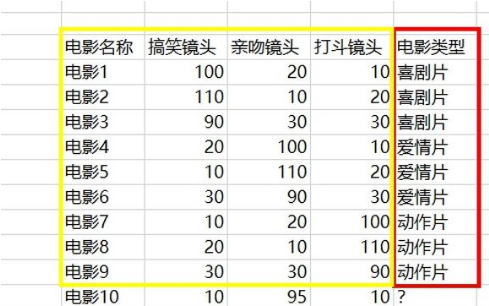 电影名称 搞笑镜头 亲吻镜头 打斗镜头 电影类型
电影1 100 20 10 喜剧片
电影2 110 10 20 喜剧片
电影3 90 30 30 喜剧片
电影4 20 100 10 爱情片
电影5 10 110 20 爱情片
电影6 30 90 30 爱情片
电影7 10 20 100 动作片
电影8 20 10 110 动作片
电影9 30 30 90 动作片
电影10 10 95 10 ?